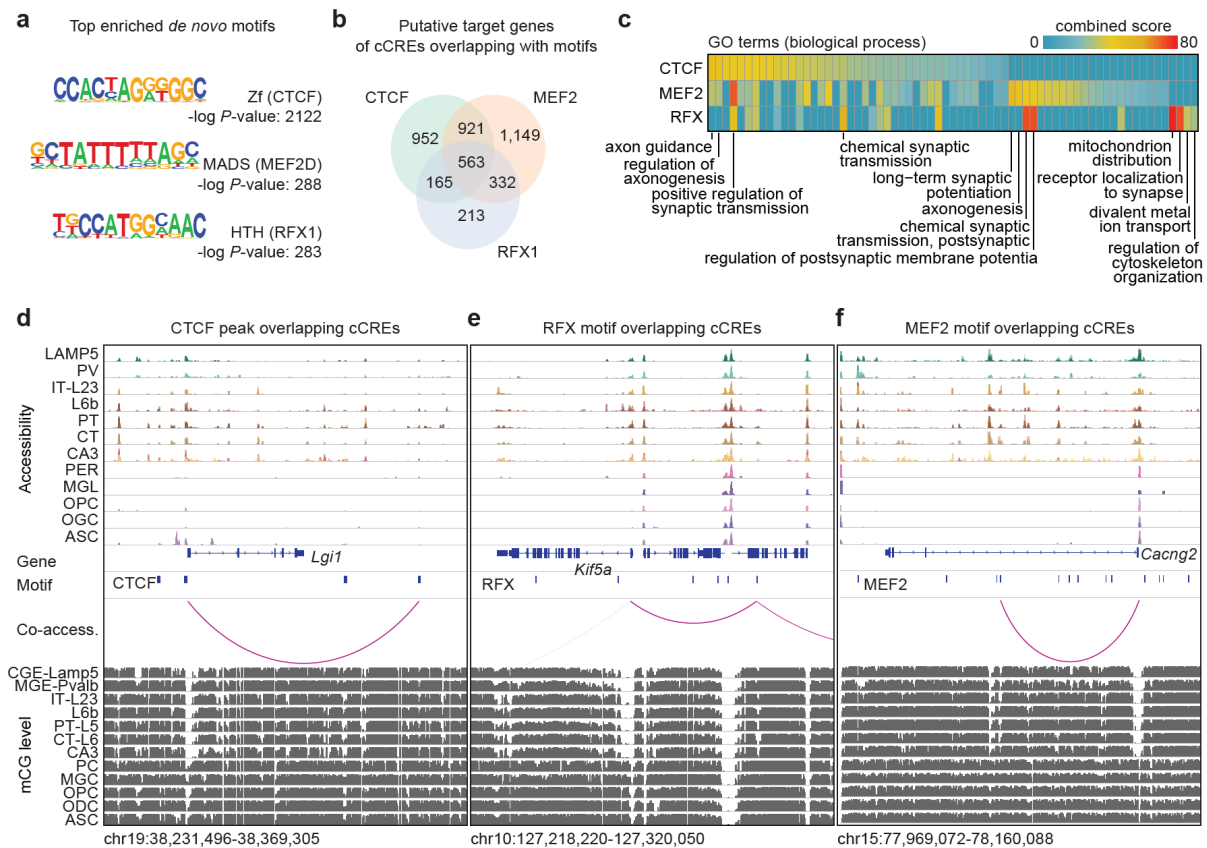 a
Top enriched de novo motifs
CCACTAGGGGGC
Zf (CTCF)
-log P-value: 2122
GCTATTTTTAGC
MADS (MEF2D)
-log P-value: 288
TGCCATGGCAAC
HTH (RFX1)
-log P-value: 283
b
Putative target genes
of cCREs overlapping with motifs
CTCF
MEF2
952
921
1,149
563
165
332
213
RFX1
c
combined score
GO terms (biological process)
0
80
CTCF
MEF2
RFX
axon guidance
regulation of
axonogenesis
positive regulation of
synaptic transmission
chemical synaptic
transmission
long-term synaptic
potentiation
axonogenesis
chemical synaptic
transmission, postsynaptic
regulation of postsynaptic membrane potentia
mitochondrion
distribution
receptor localization
to synapse
divalent metal
ion transport
regulation of
cytoskeleton
organization
d
CTCF peak overlapping cCREs
e
RFX motif overlapping cCREs
f
MEF2 motif overlapping cCREs
Accessibility
LAMP5
PV
IT-L23
L6b
PT
CT
CA3
PER
MGL
OPC
OGC
ASC
Gene
Lgi1
Kif5a
Cacng2
Motif
CTCF
RFX
MEF2
Co-access.
mCG level
CGE-Lamp5
MGE-Pvalb
IT-L23
L6b
PT-L5
CT-L6
CA3
PC
MGC
OPC
ODC
ASC
chr19:38,231,496-38,369,305
chr10:127,218,220-127,320,050
chr15:77,969,072-78,160,088